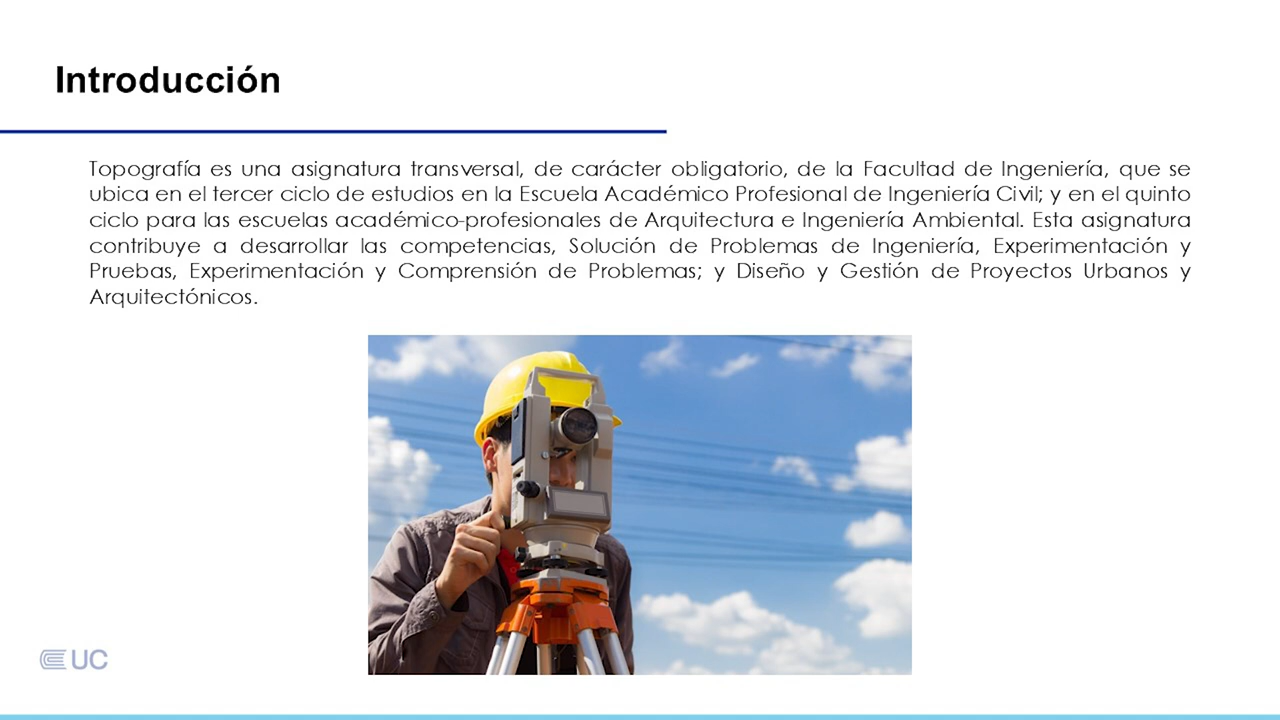 Introducción
Topografía es una asignatura transversal, de carácter obligatorio, de la Facultad de Ingeniería, que se
ubica en el tercer ciclo de estudios en la Escuela Académico Profesional de Ingeniería Civil; y en el quinto
ciclo para las escuelas académico-profesionales de Arquitectura e Ingeniería Ambiental. Esta asignatura
contribuye a desarrollar las competencias, Solución de Problemas de Ingeniería, Experimentación y
Pruebas, Experimentación y Comprensión de Problemas; y Diseño y Gestión de Proyectos Urbanos y
Arquitectónicos.
UC